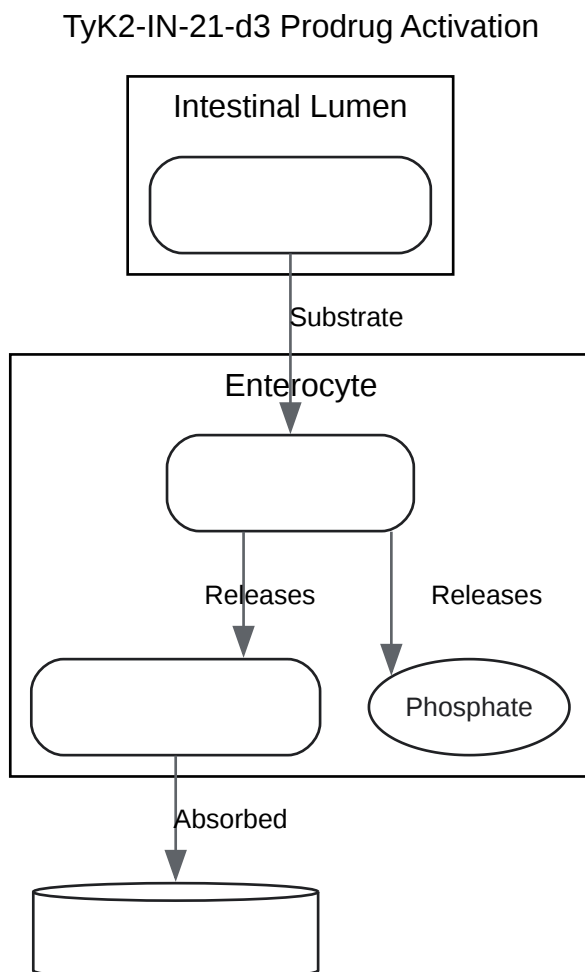 TyK2-IN-21-d3 Prodrug Activation
Intestinal Lumen
Substrate
Enterocyte
Releases
Releases
Phosphate
Absorbed